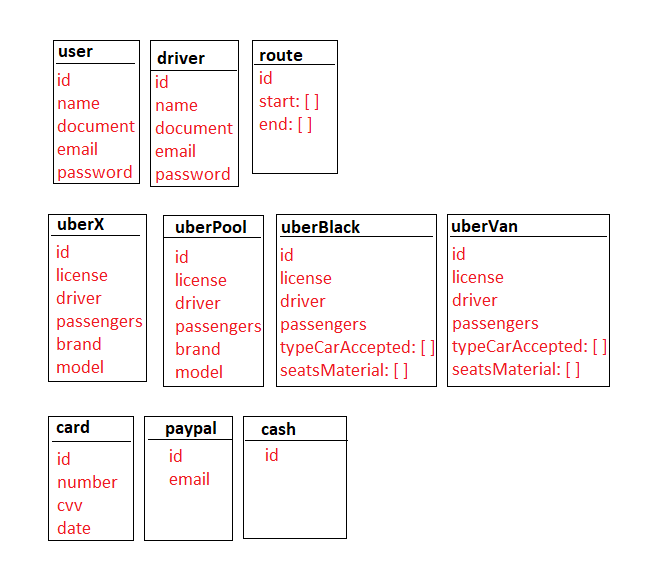 user
id
name
document
email
password
driver
id
name
document
email
password
route
id
start: [ ]
end: [ ]
uberX
id
license
driver
passengers
brand
model
uberPool
id
license
driver
passengers
brand
model
uberBlack
id
license
driver
passengers
typeCarAccepted: [ ]
seatsMaterial: [ ]
uberVan
id
license
driver
passengers
typeCarAccepted: [ ]
seatsMaterial: [ ]
card
id
number
cvv
date
paypal
id
email
cash
id